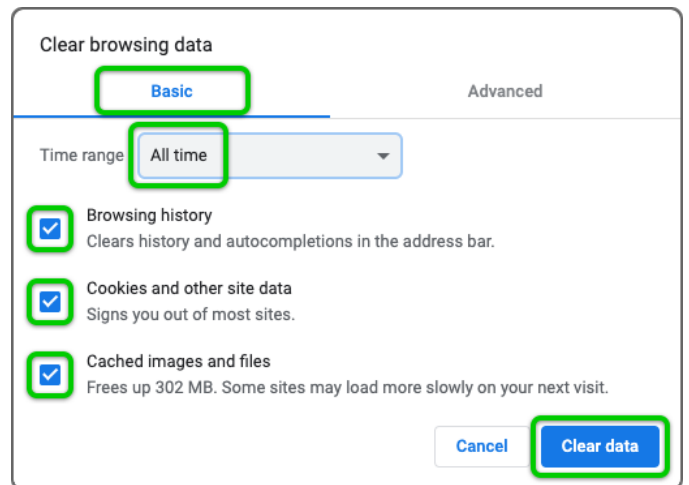 Clear browsing data
Basic Advanced
Time range All time
Browsing history
Clears history and autocompletions in the address bar.
Cookies and other site data
Signs you out of most sites.
Cached images and files
Frees up 302 MB. Some sites may load more slowly on your next visit.
Cancel Clear data